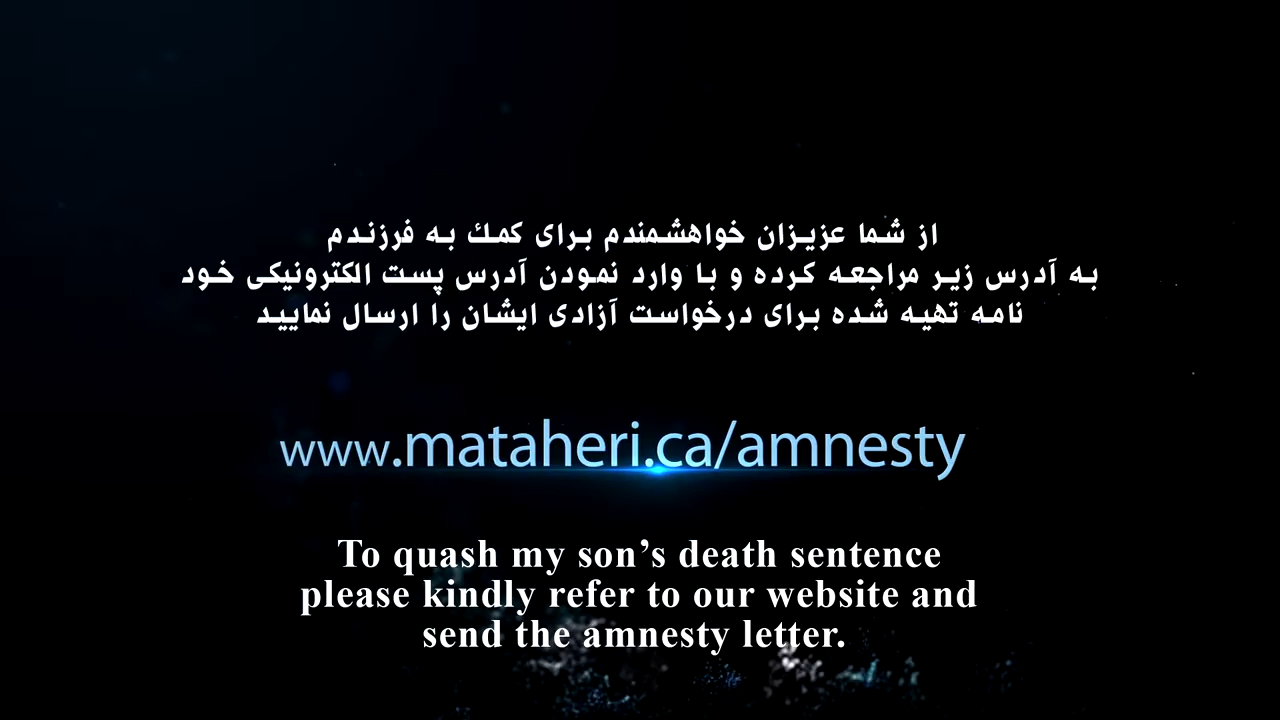 از شما عزیزان خواهشمندم برای کمک به فرزندم
به آدرس زیر مراجعه کرده و با وارد نمودن آدرس پست الکترونیکی خود
نامه تهیه شده برای درخواست آزادی ایشان را ارسال نمایید
www.mataheri.ca/amnesty
To quash my son’s death sentence
please kindly refer to our website and
send the amnesty letter.